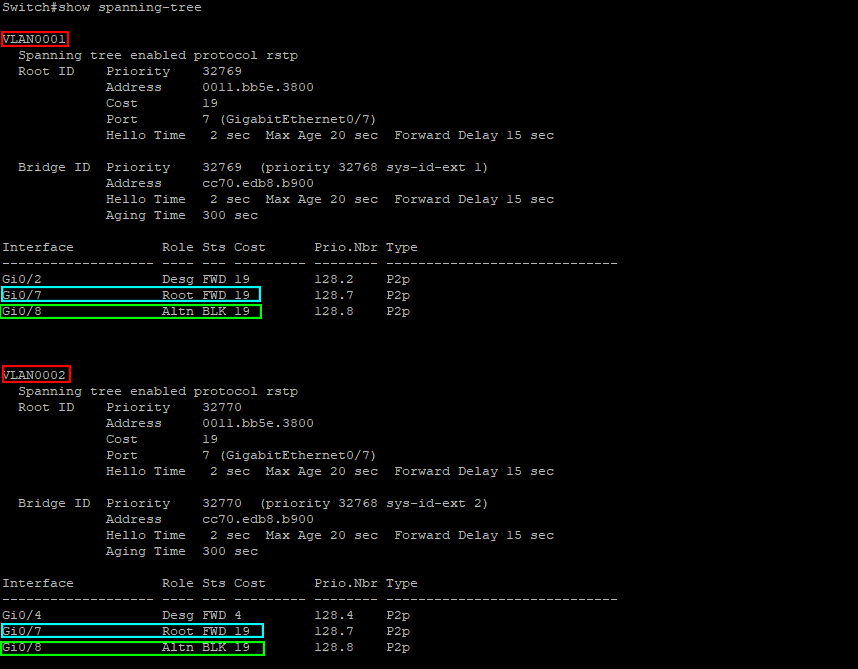 Switch#show spanning-tree
VLAN0001
Spanning tree enabled protocol rstp
Root ID Priority 32769
Address 0011.bb5e.3800
Cost 19
Port 7 (GigabitEthernet0/7)
Hello Time 2 sec Max Age 20 sec Forward Delay 15 sec
Bridge ID Priority 32769 (priority 32768 sys-id-ext 1)
Address cc70.edb8.b900
Hello Time 2 sec Max Age 20 sec Forward Delay 15 sec
Aging Time 300 sec
Interface Role Sts Cost Prio.Nbr Type
------------------- ---- --- --------- -------- --------------------------------
Gi0/2 Desg FWD 19 128.2 P2p
Gi0/7 Root FWD 19 128.7 P2p
Gi0/8 Altn BLK 19 128.8 P2p
VLAN0002
Spanning tree enabled protocol rstp
Root ID Priority 32770
Address 0011.bb5e.3800
Cost 19
Port 7 (GigabitEthernet0/7)
Hello Time 2 sec Max Age 20 sec Forward Delay 15 sec
Bridge ID Priority 32770 (priority 32768 sys-id-ext 2)
Address cc70.edb8.b900
Hello Time 2 sec Max Age 20 sec Forward Delay 15 sec
Aging Time 300 sec
Interface Role Sts Cost Prio.Nbr Type
------------------- ---- --- --------- -------- --------------------------------
Gi0/4 Desg FWD 4 128.4 P2p
Gi0/7 Root FWD 19 128.7 P2p
Gi0/8 Altn BLK 19 128.8 P2p